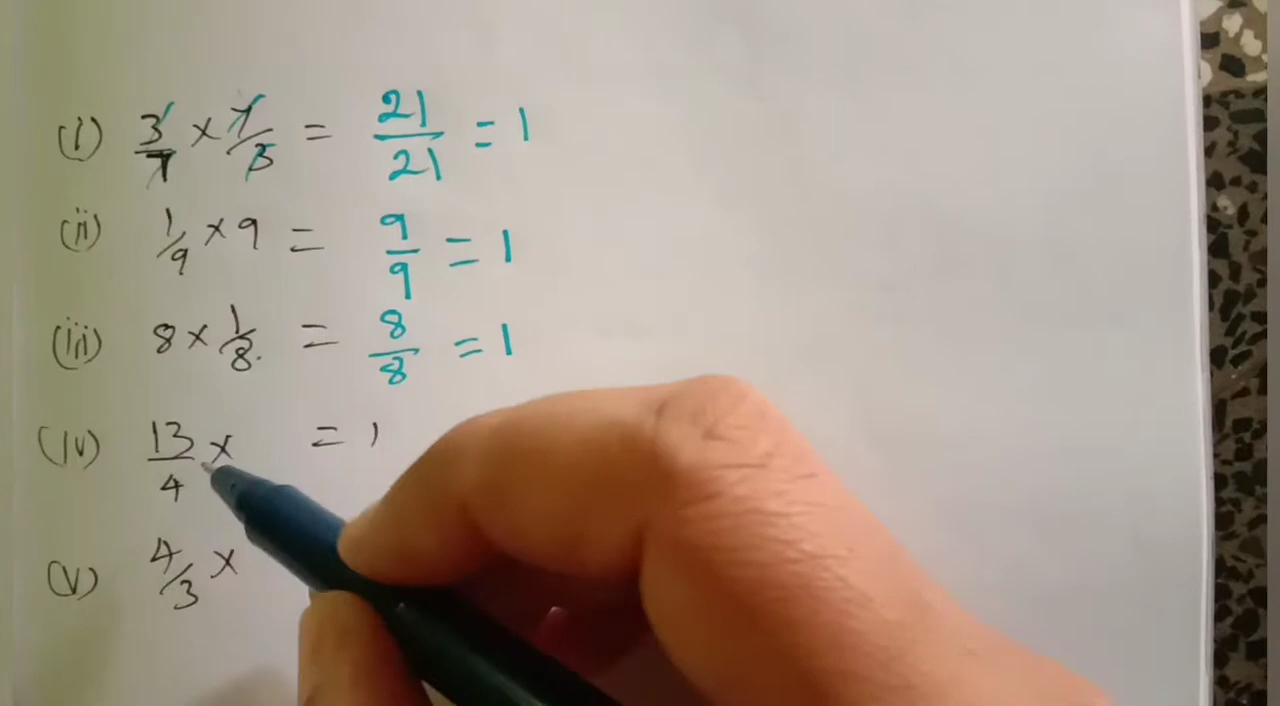 (i) 3/7 × 7/3 = 21/21 = 1
(ii) 1/9 × 9 = 9/9 = 1
(iii) 8 × 1/8. = 8/8 = 1
(iv) 13/4 × = 1
(v) 4/3 ×